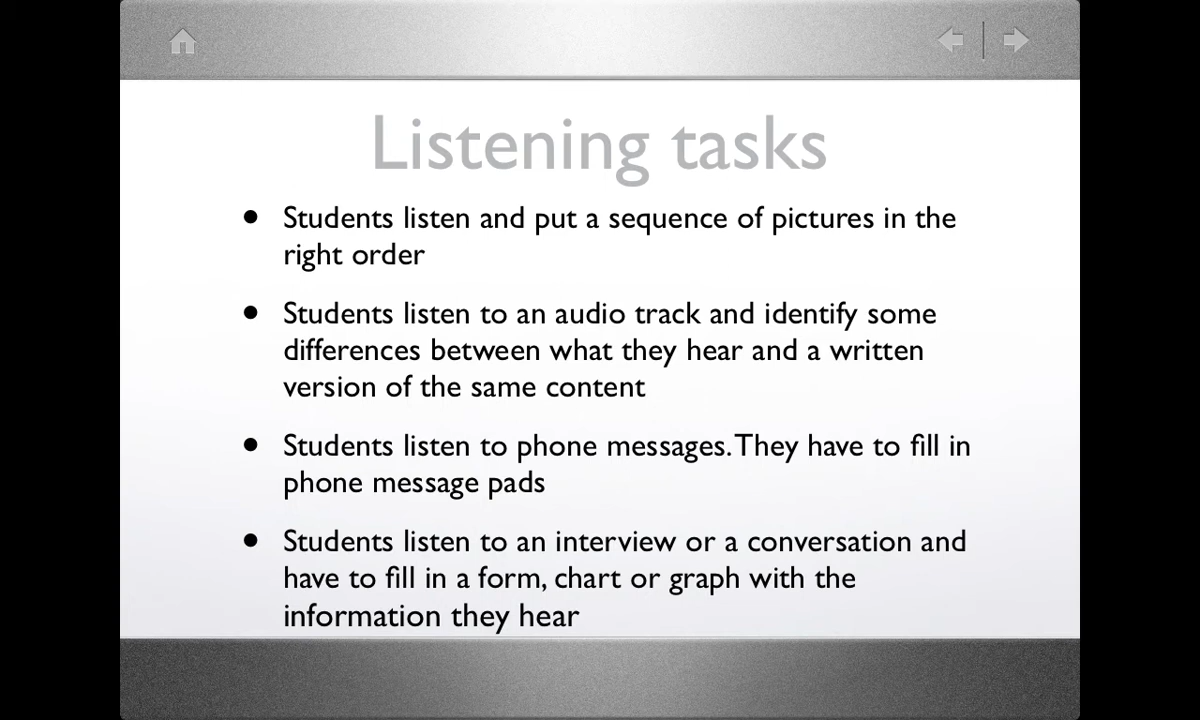 Listening tasks
• Students listen and put a sequence of pictures in the
right order
• Students listen to an audio track and identify some
differences between what they hear and a written
version of the same content
• Students listen to phone messages.They have to fill in
phone message pads
• Students listen to an interview or a conversation and
have to fill in a form, chart or graph with the
information they hear